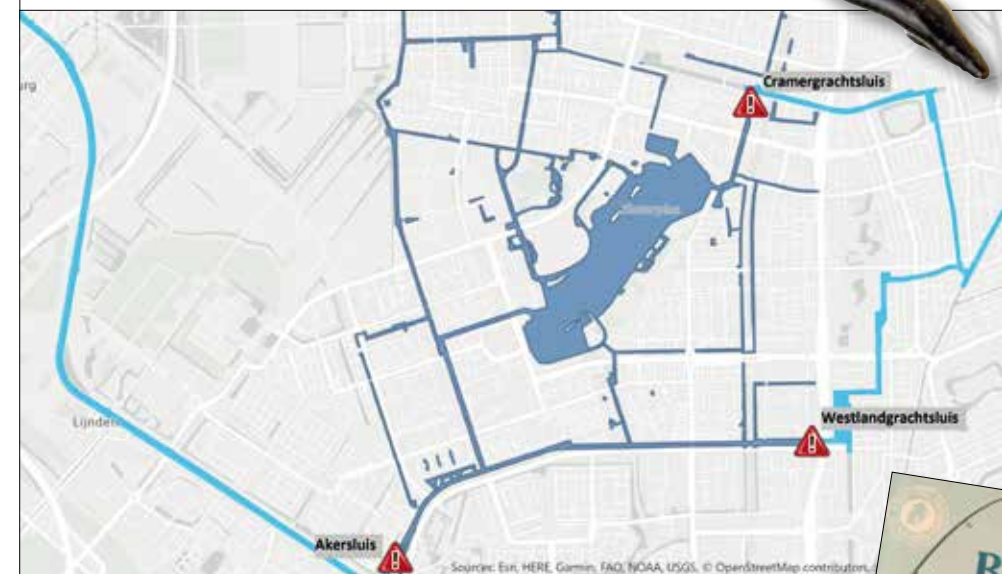 Cramergrachtsluis
Lijnden
Westlandgrachtsluis
Akersluis
Sources: Esri, HERE, Garmin, FAO, NOAA, USGS, © OpenStreetMap contributors,